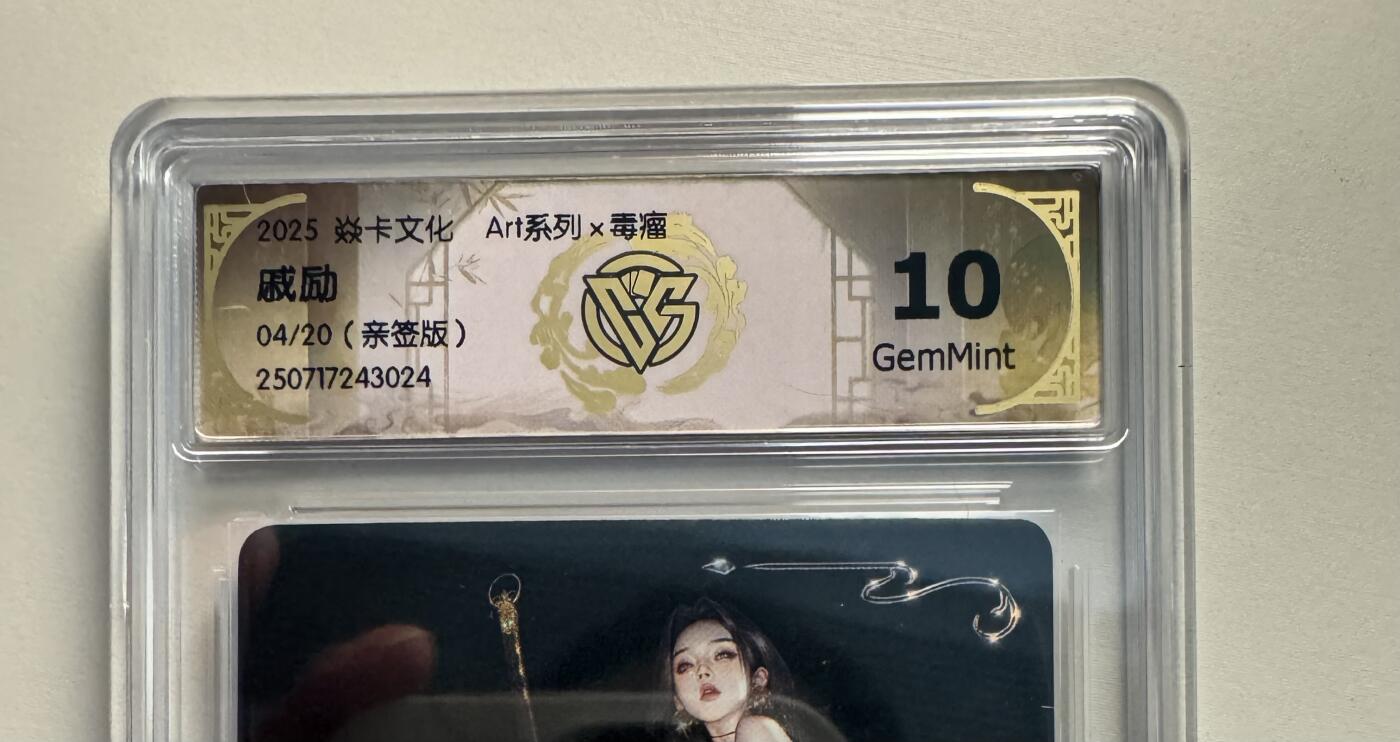 2025 焱卡文化 Art系列 x 毒瘤
戚励
04/20（亲签版）
250717243024
10
GemMint